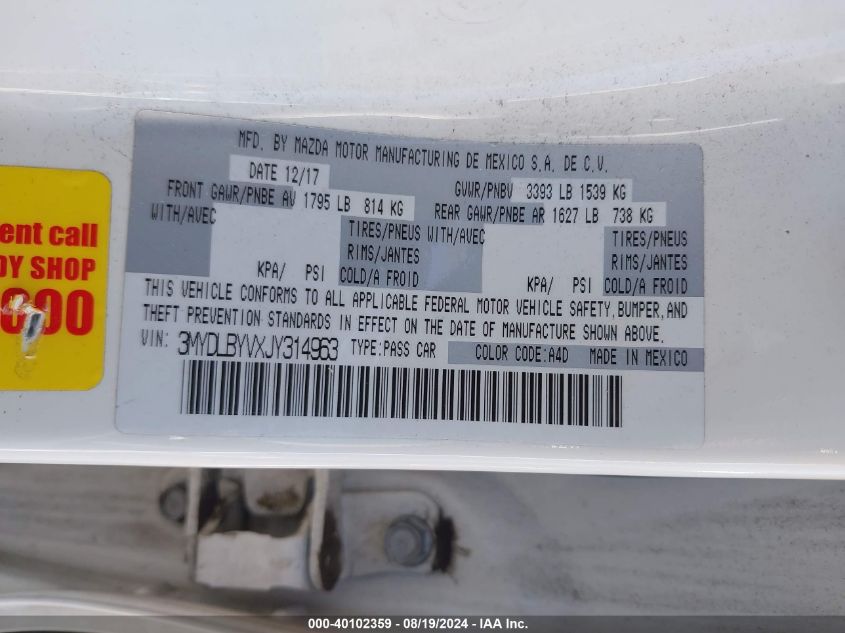 MFD. BY MAZDA MOTOR MANUFACTURING DE MEXICO S.A. DE C.V.
DATE 12/17 GVWR/PNBV 3393 LB 1539 KG
FRONT GAWR/PNBE AV 1795 LB 814 KG REAR GAWR/PNBE AR 1627 LB 738 KG
WITH/AVEC TIRES/PNEUS WITH/AVEC TIRES/PNEUS
RIMS/JANTES RIMS/JANTES
KPA/ PSI COLD/A FROID KPA/ PSI COLD/A FROID
THIS VEHICLE CONFORMS TO ALL APPLICABLE FEDERAL MOTOR VEHICLE SAFETY, BUMPER, AND
THEFT PREVENTION STANDARDS IN EFFECT ON THE DATE OF MANUFACTURE SHOWN ABOVE.
VIN: 3MYDLBYVXJY314963 TYPE:PASS CAR COLOR CODE:A4D MADE IN MEXICO
ent call
DY SHOP
000
000-40102359 - 08/19/2024 - IAA Inc.